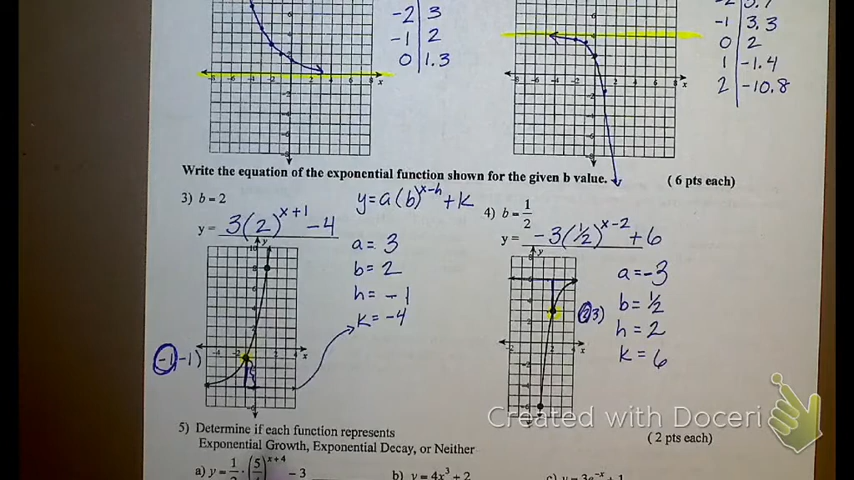 -2 3
-1 2
0 1.3
-1 3.3
0 2
1 -1.4
2 -10.8
Write the equation of the exponential function shown for the given b value. (6 pts each)
3) b = 2
y = a(b)^x-h + K
y = 3(2)^x+1 - 4
a = 3
b = 2
h = -1
K = -4
-1,-1)
4) b = 1/2
y = -3(1/2)^x-2 + 6
a = -3
b = 1/2
h = 2
K = 6
2,3)
Created with Doceri
5) Determine if each function represents (2 pts each)
Exponential Growth, Exponential Decay, or Neither
b) y = 4x^3 + 2